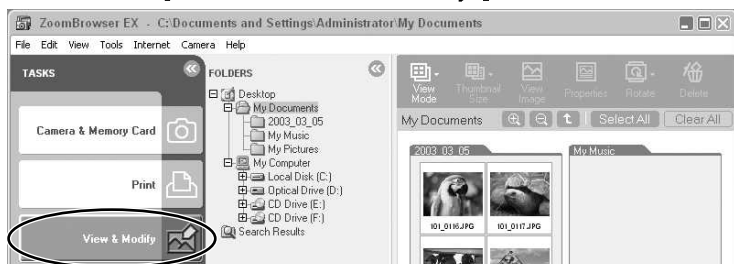 ZoomBrowser EX - C:\Documents and Settings\Administrator\My Documents
File Edit View Tools Internet Camera Help
TASKS
Camera & Memory Card
Print
View & Modify
FOLDERS
Desktop
My Documents
2003_03_05
My Music
My Pictures
My Computer
Local Disk (C:)
Optical Drive (D:)
CD Drive (E:)
CD Drive (F:)
Search Results
View Mode
Thumbnail Size
View Image
Properties
Rotate
Delete
My Documents
Select All
Clear All
2003_03_05
My Music
101_0116.JPG
101_0117.JPG